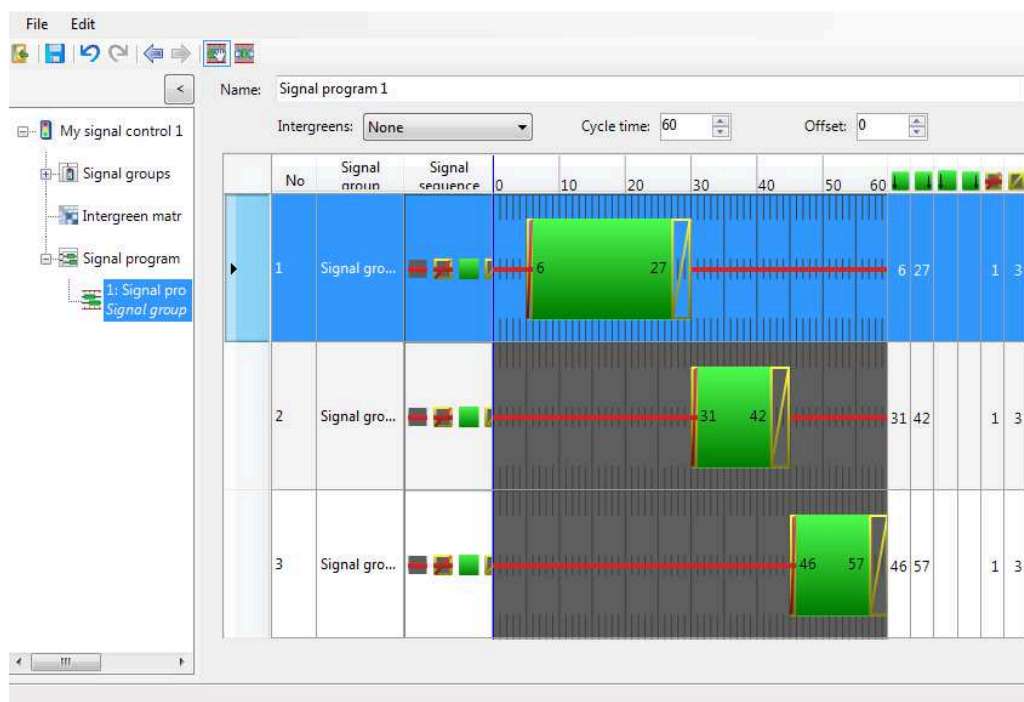 File Edit
<
Name: Signal program 1
My signal control 1
Intergreens: None Cycle time: 60 Offset: 0
Signal groups
No Signal group Signal sequence 0 10 20 30 40 50 60
Intergreen matr
Signal program
1: Signal pro
Signal group
1 Signal gro... 6 27 6 27 1 3
2 Signal gro... 31 42 31 42 1 3
3 Signal gro... 46 57 46 57 1 3